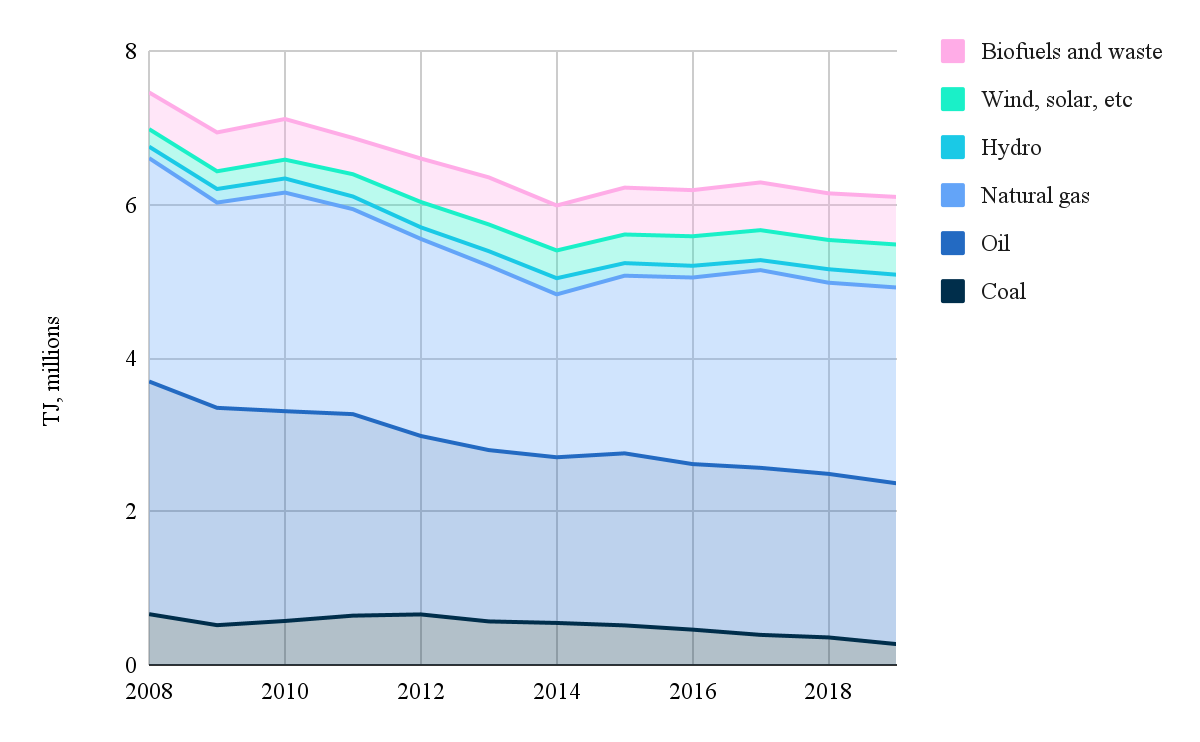 8
6
4
2
0
TJ, millions
2008
2010
2012
2014
2016
2018
Biofuels and waste
Wind, solar, etc
Hydro
Natural gas
Oil
Coal